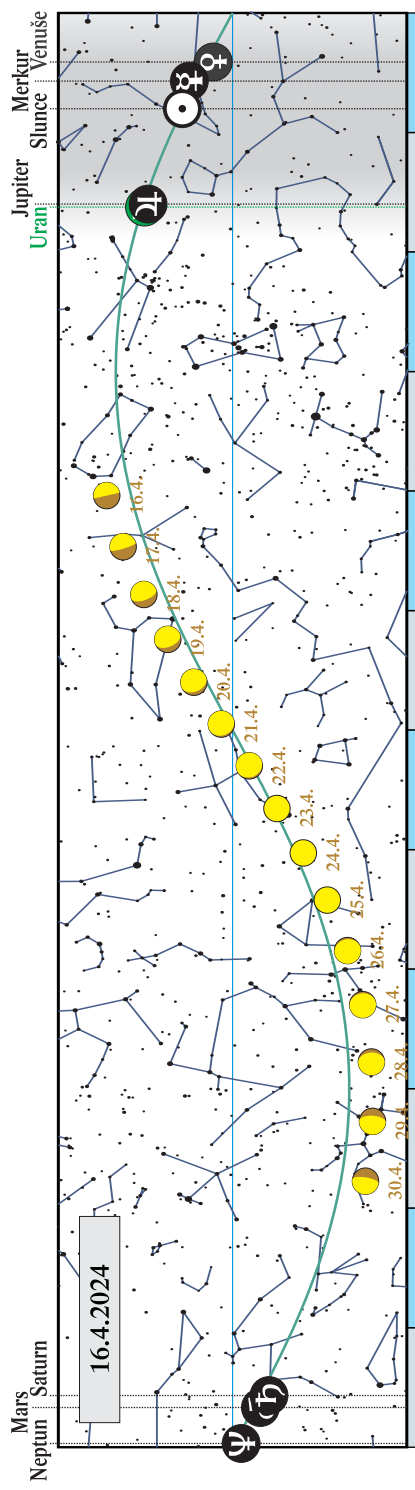 Neptun
Mars
Saturn
Uran
Jupiter
Slunce
Merkur
Venuše
16.4.2024
30.4.
29.4.
28.4.
27.4.
26.4.
25.4.
24.4.
23.4.
22.4.
21.4.
20.4.
19.4.
18.4.
17.4.
16.4.